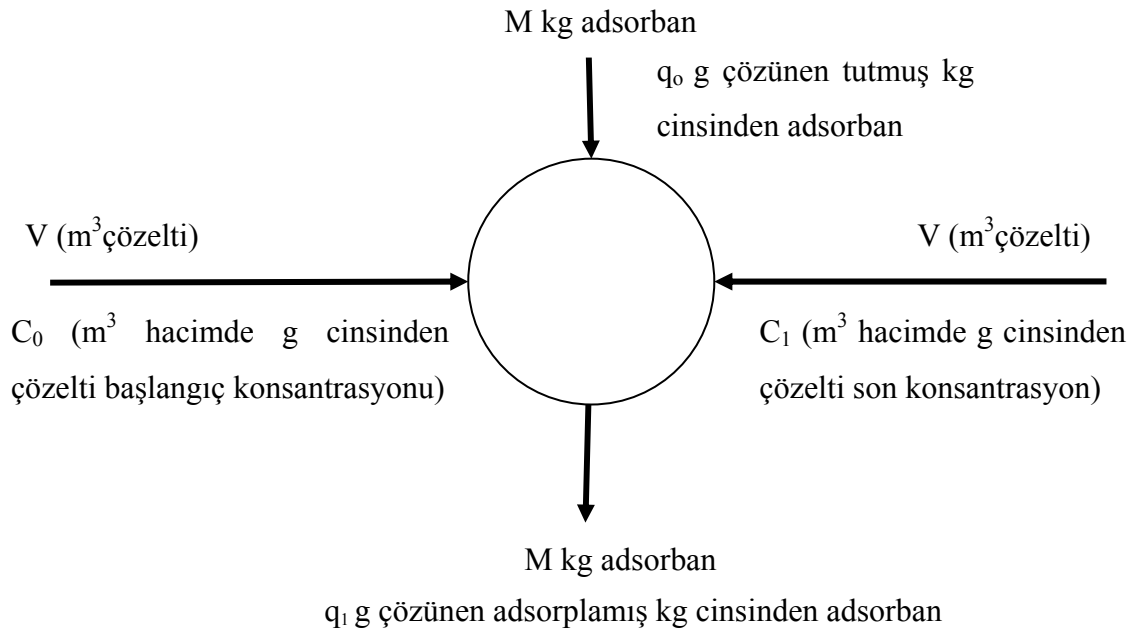 M kg adsorban
qₒ g çözünen tutmuş kg
cinsinden adsorban
V (m³çözelti)
C₀ (m³ hacimde g cinsinden
çözelti başlangıç konsantrasyonu)
V (m³çözelti)
C₁ (m³ hacimde g cinsinden
çözelti son konsantrasyon)
M kg adsorban
q₁ g çözünen adsorplamış kg cinsinden adsorban